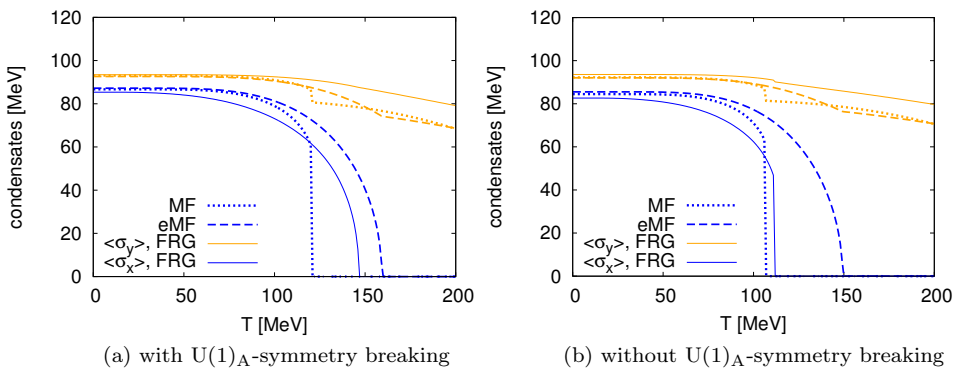 120
100
80
60
40
20
0
condensates [MeV]
MF
eMF
<σy>, FRG
<σx>, FRG
0 50 100 150 200
T [MeV]
(a) with U(1)A-symmetry breaking
120
100
80
60
40
20
0
condensates [MeV]
MF
eMF
<σy>, FRG
<σx>, FRG
0 50 100 150 200
T [MeV]
(b) without U(1)A-symmetry breaking